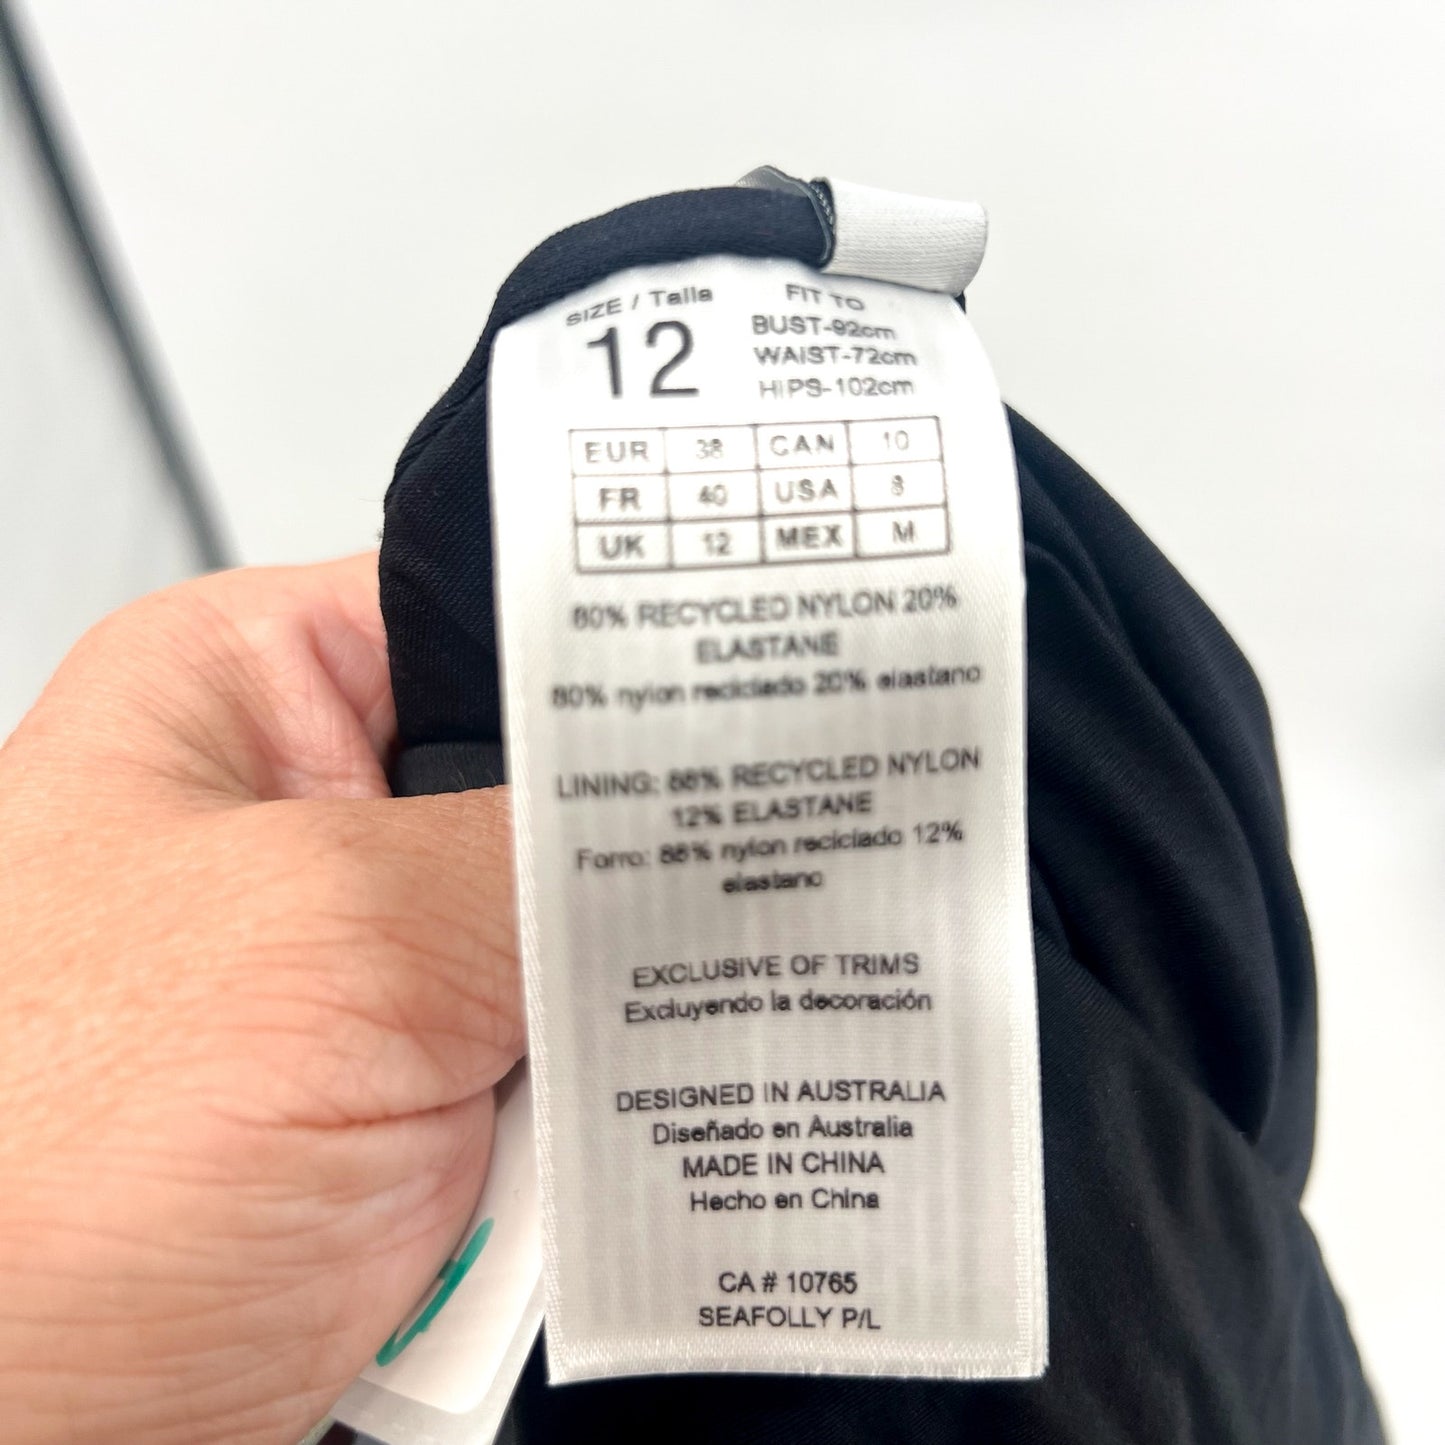 SIZE / Talla
12
FIT TO
BUST-92cm
WAIST-72cm
HIPS-102cm
EUR 38 CAN 10
FR 40 USA 8
UK 12 MEX M
80% RECYCLED NYLON 20%
ELASTANE
80% nylon reciclado 20% elastano
LINING: 88% RECYCLED NYLON
12% ELASTANE
Forro: 88% nylon reciclado 12%
elastano
EXCLUSIVE OF TRIMS
Excluyendo la decoración
DESIGNED IN AUSTRALIA
Diseñado en Australia
MADE IN CHINA
Hecho en China
CA # 10765
SEAFOLLY P/L